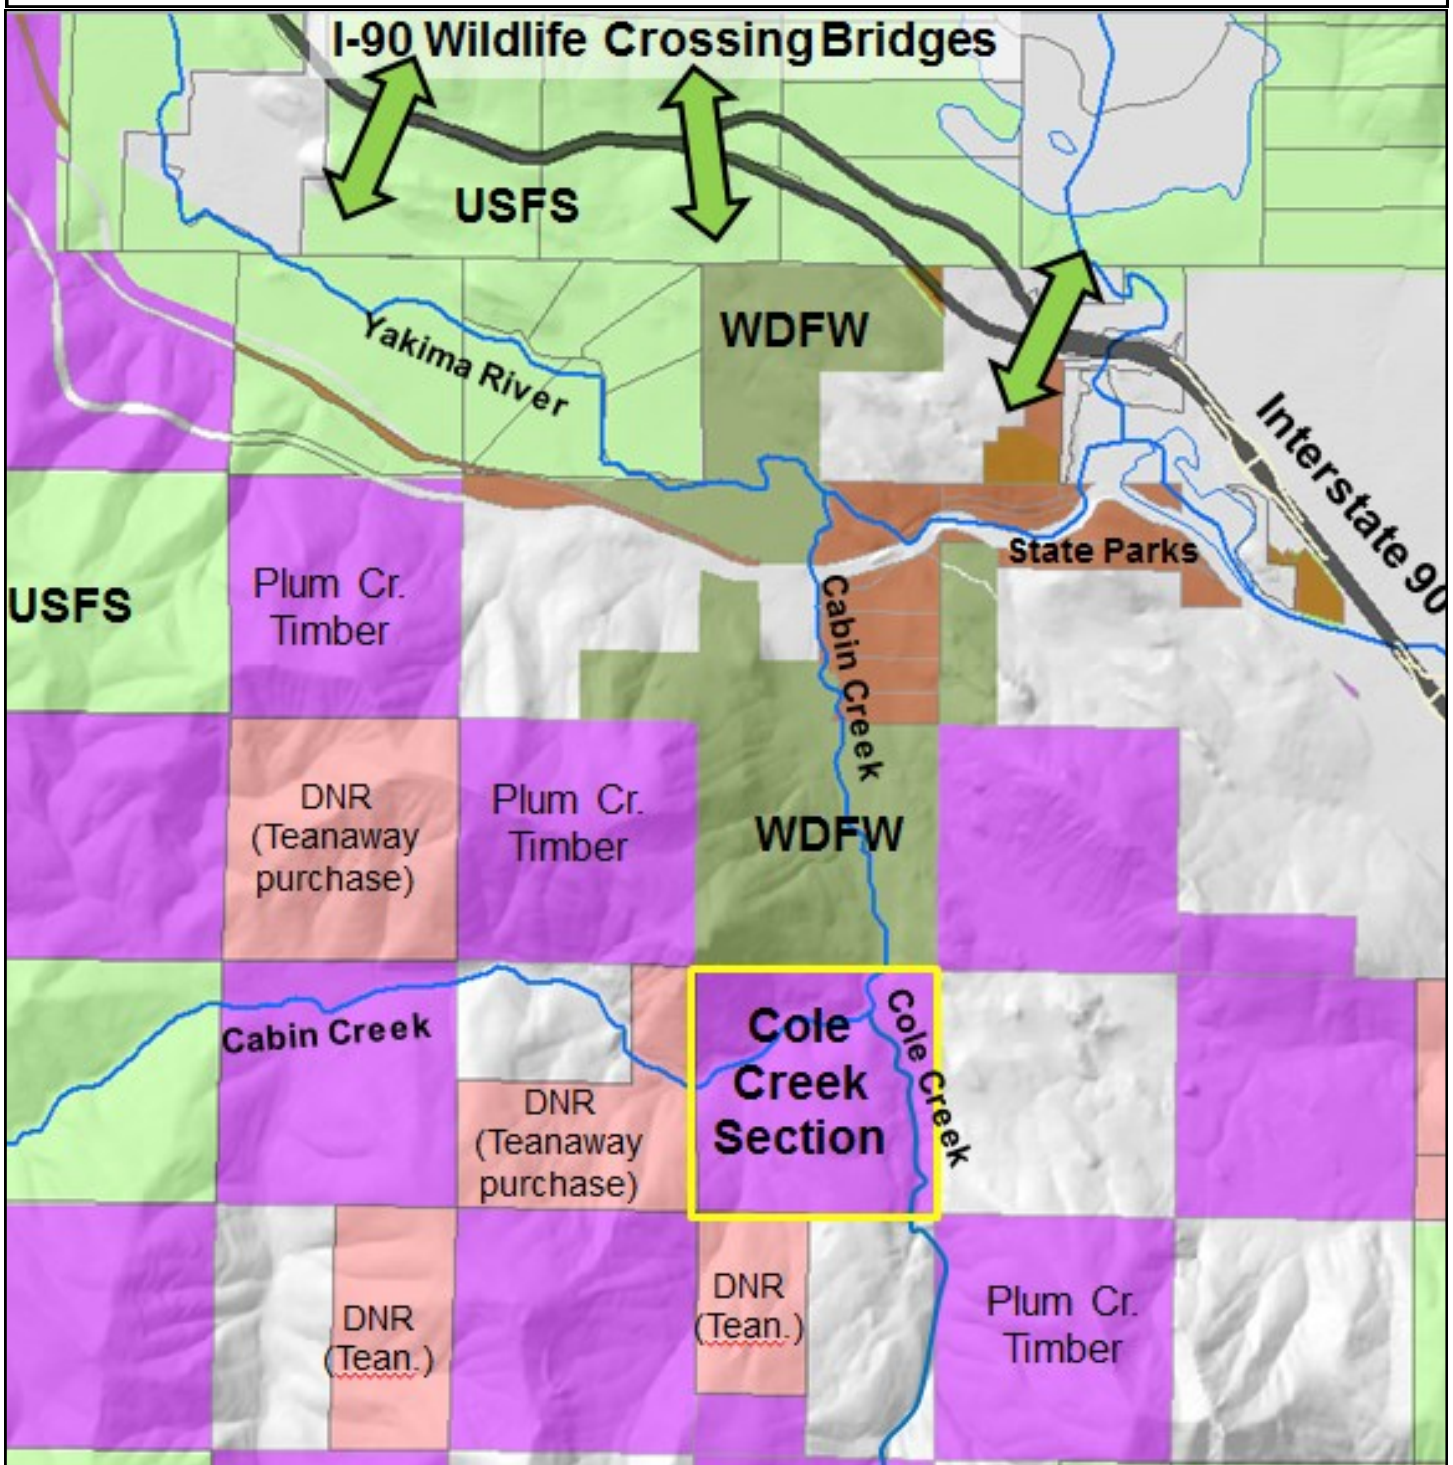 I-90 Wildlife Crossing Bridges
USFS
WDFW
Yakima River
Interstate 90
State Parks
USFS
Plum Cr.
Timber
Cabin Creek
DNR
(Teanaway
purchase)
Plum Cr.
Timber
WDFW
Cabin Creek
Cole
Creek
Section
Cole Creek
DNR
(Teanaway
purchase)
DNR
(Tean.)
DNR
(Tean.)
Plum Cr.
Timber